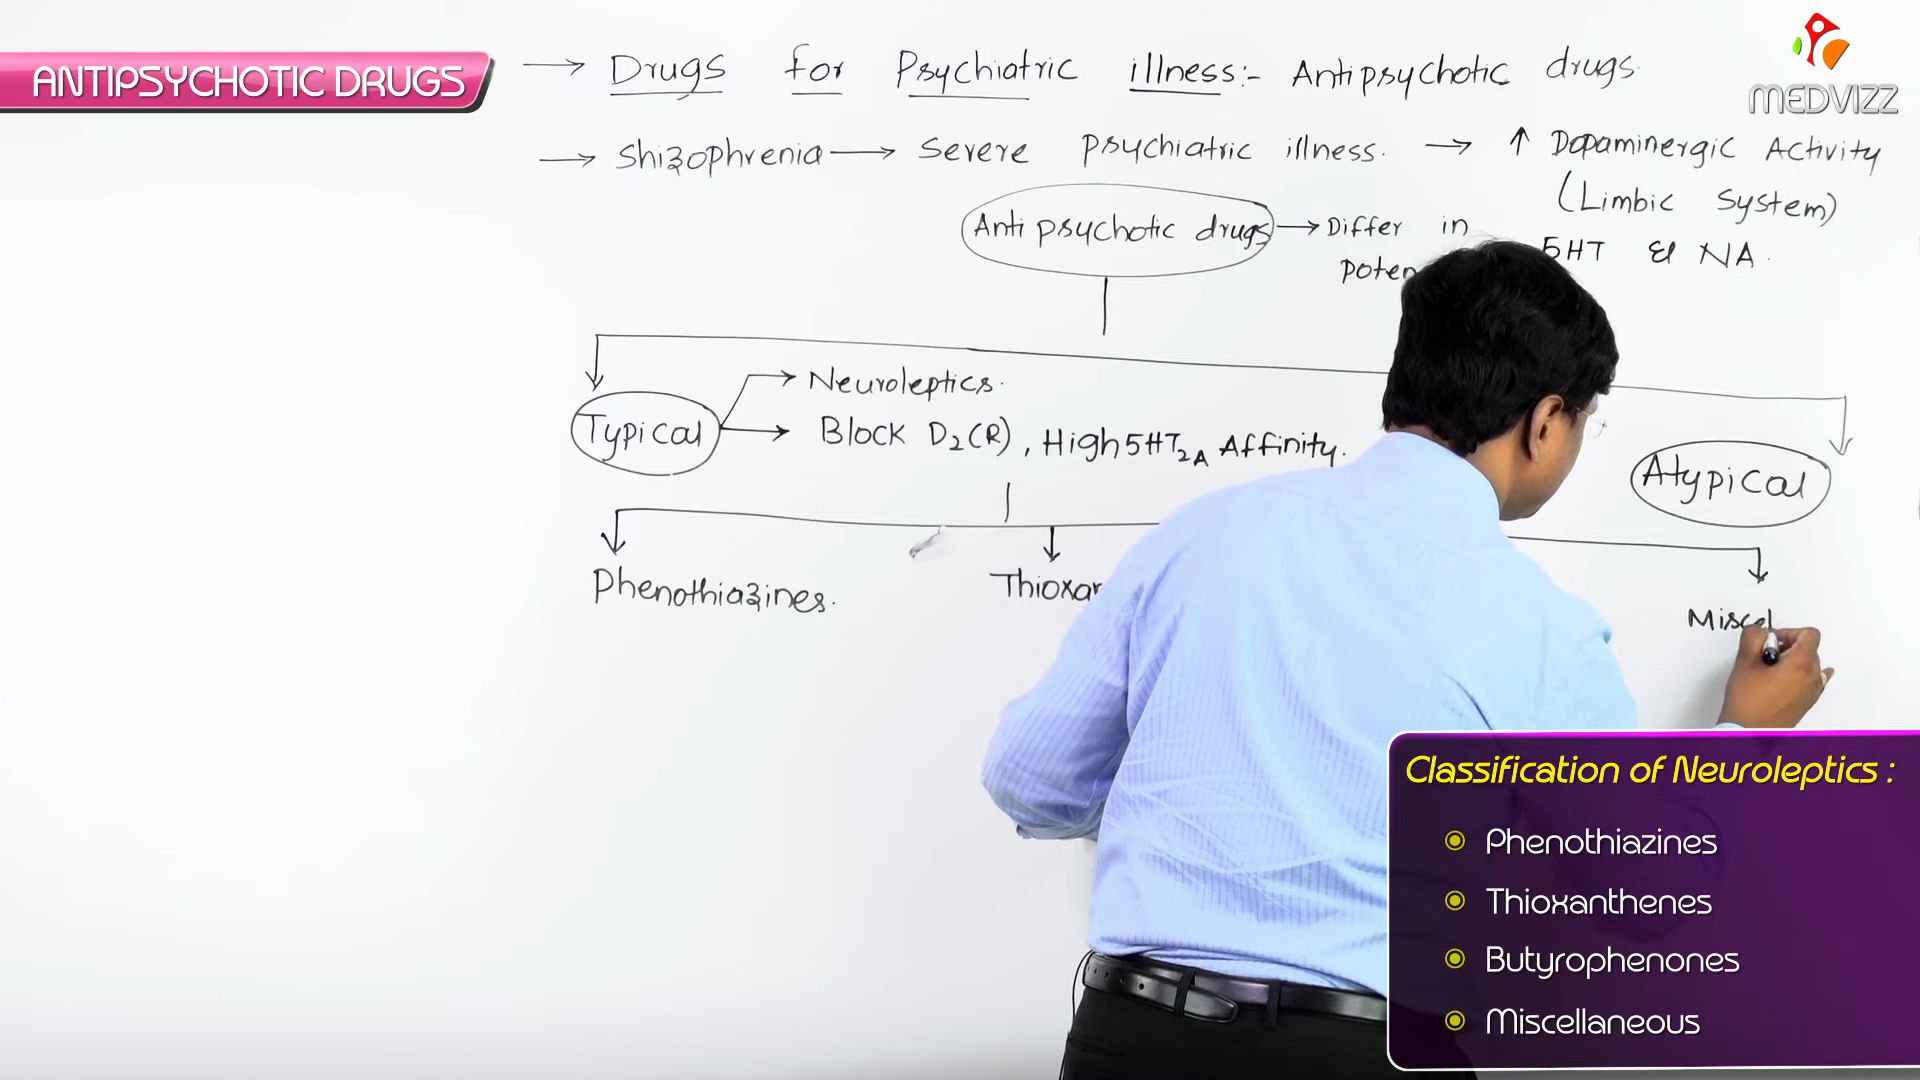 ANTIPSYCHOTIC DRUGS
→ Drugs for Psychiatric illness:- Antipsychotic drugs.
MEDVIZZ
→ Shizophrenia → Severe psychiatric illness. → ↑ Dopaminergic Activity
(Limbic System)
Anti psychotic drugs → Differ in
5HT & NA.
→ Neuroleptics.
Typical → Block D2(R), High 5HT2A Affinity.
Atypical
Phenothiazines.
Miscel
Classification of Neuroleptics :
Phenothiazines
Thioxanthenes
Butyrophenones
Miscellaneous